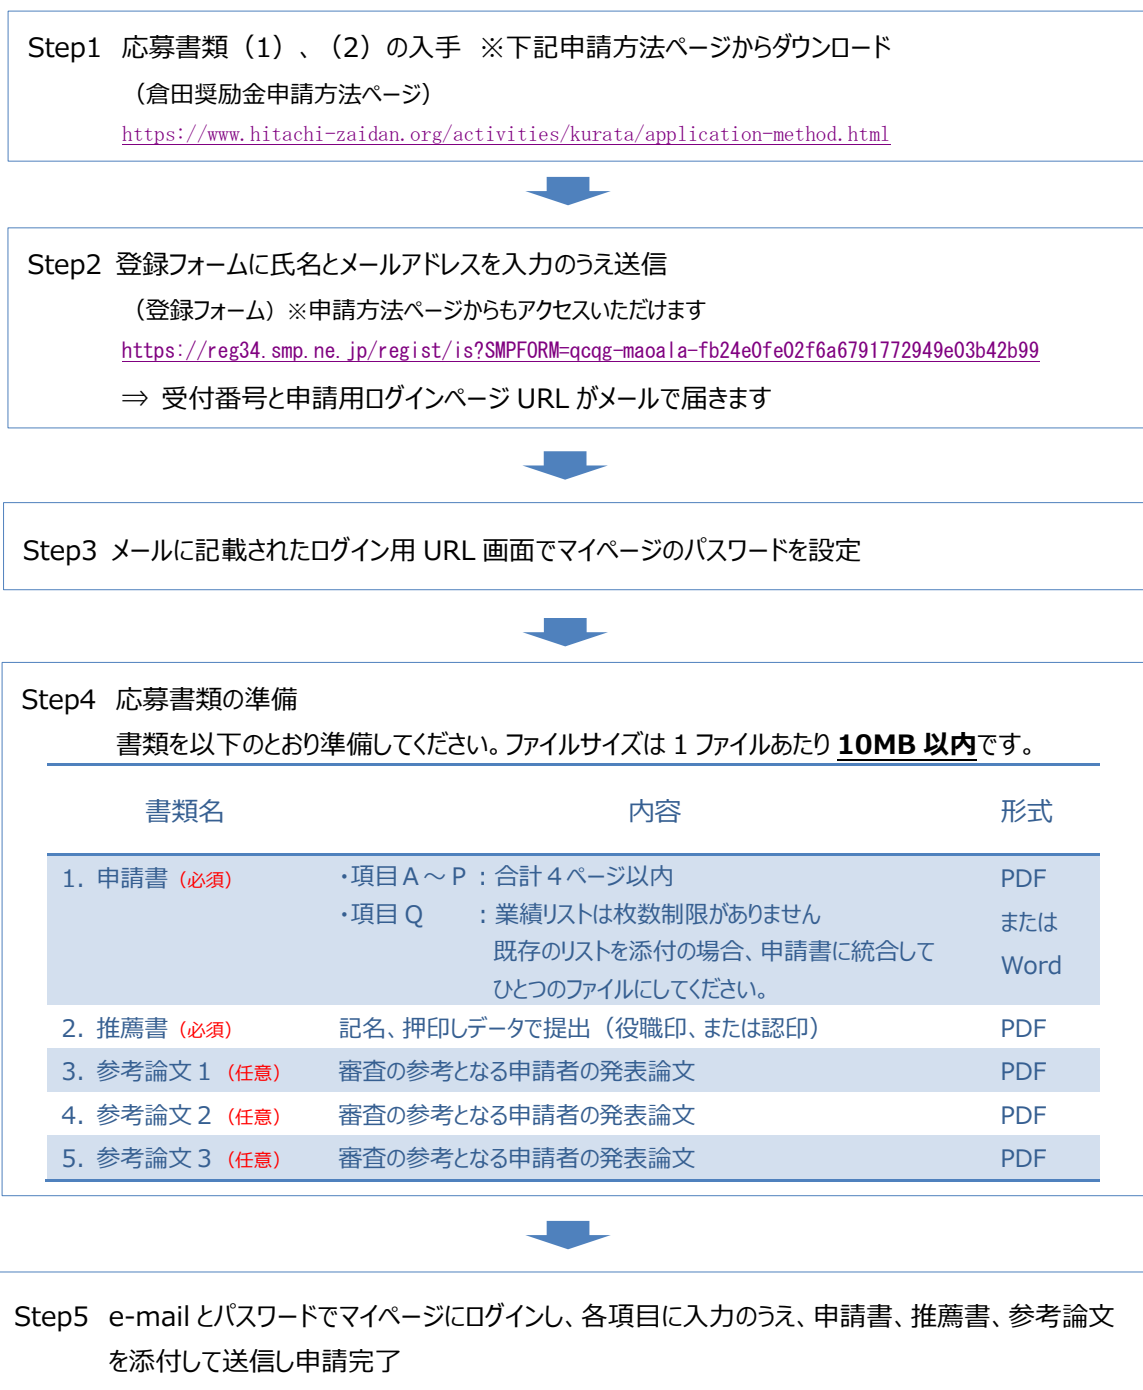 Step1 応募書類（1）、（2）の入手 ※下記申請方法ページからダウンロード
（倉田奨励金申請方法ページ）
https://www.hitachi-zaidan.org/activities/kurata/application-method.html
Step2 登録フォームに氏名とメールアドレスを入力のうえ送信
（登録フォーム）※申請方法ページからもアクセスいただけます
https://reg34.smp.ne.jp/regist/is?SMPFORM=qcqg-maoala-fb24e0fe02f6a6791772949e03b42b99
⇒ 受付番号と申請用ログインページ URL がメールで届きます
Step3 メールに記載されたログイン用 URL 画面でマイページのパスワードを設定
Step4 応募書類の準備
書類を以下のとおり準備してください。ファイルサイズは 1 ファイルあたり 10MB 以内です。
書類名 内容 形式
1. 申請書（必須） ・項目 A～P：合計４ページ以内 PDF
・項目 Q ：業績リストは枚数制限がありません または
既存のリストを添付の場合、申請書に統合して Word
ひとつのファイルにしてください。
2. 推薦書（必須） 記名、押印しデータで提出（役職印、または認印） PDF
3. 参考論文１（任意） 審査の参考となる申請者の発表論文 PDF
4. 参考論文２（任意） 審査の参考となる申請者の発表論文 PDF
5. 参考論文３（任意） 審査の参考となる申請者の発表論文 PDF
Step5 e-mail とパスワードでマイページにログインし、各項目に入力のうえ、申請書、推薦書、参考論文
を添付して送信し申請完了